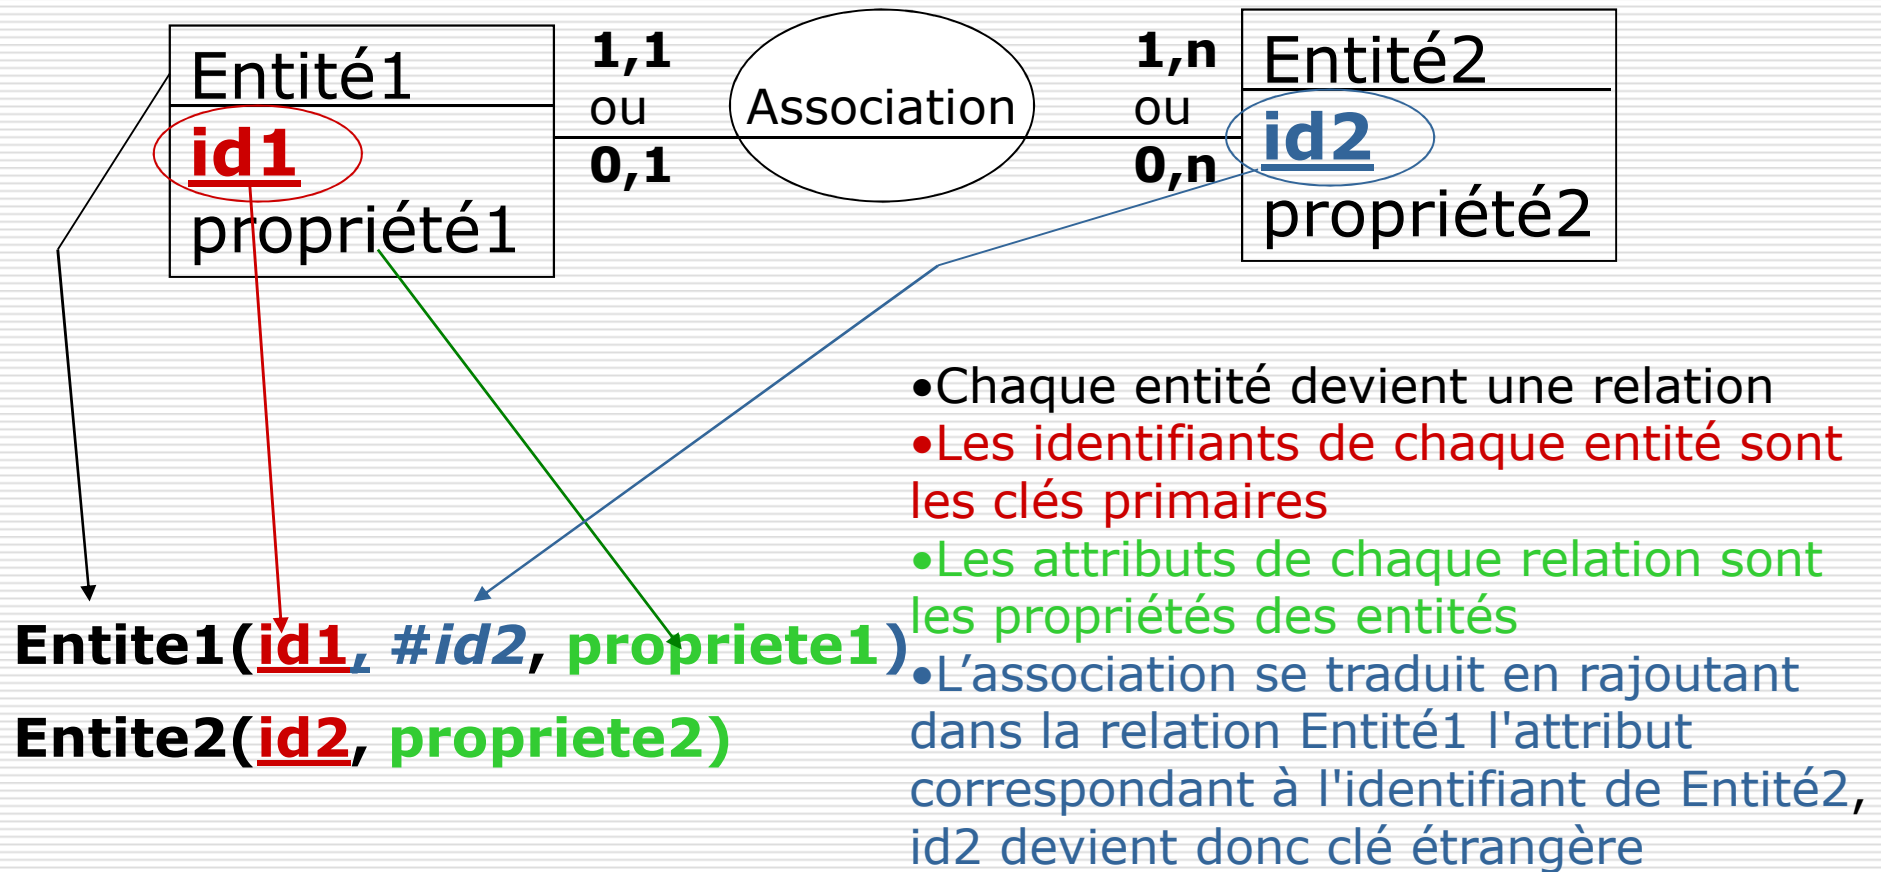 Entité1
id1
propriété1
1,1
ou
0,1
Association
1,n
ou
0,n
Entité2
id2
propriété2
Entite1(id1, #id2, propriete1)
Entite2(id2, propriete2)
•Chaque entité devient une relation
•Les identifiants de chaque entité sont
les clés primaires
•Les attributs de chaque relation sont
les propriétés des entités
•L’association se traduit en rajoutant
dans la relation Entité1 l'attribut
correspondant à l'identifiant de Entité2,
id2 devient donc clé étrangère